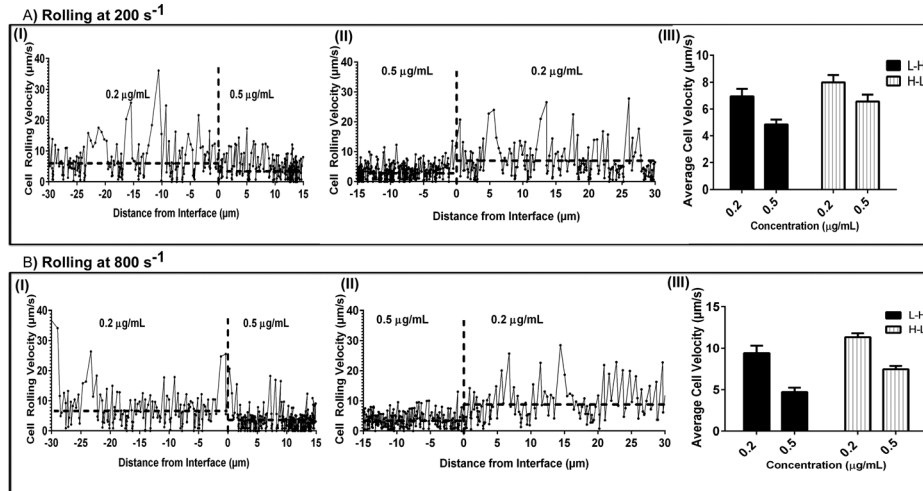 A) Rolling at 200 s⁻¹
(I)
Cell Rolling Velocity (μm/s)
50
40
30
20
10
0
0.2 μg/mL
0.5 μg/mL
-30 -25 -20 -15 -10 -5 0 5 10 15
Distance from Interface (μm)
(II)
Cell Rolling Velocity (μm/s)
50
40
30
20
10
0
0.5 μg/mL
0.2 μg/mL
-15 -10 -5 0 5 10 15 20 25 30
Distance from Interface (μm)
(III)
Average Cell Velocity (μm/s)
10
8
6
4
2
0
L-H
H-L
0.2 0.5 0.2 0.5
Concentration (μg/mL)
B) Rolling at 800 s⁻¹
(I)
Cell Rolling Velocity (μm/s)
50
40
30
20
10
0
0.2 μg/mL
0.5 μg/mL
-30 -25 -20 -15 -10 -5 0 5 10 15
Distance from Interface (μm)
(II)
Cell Rolling Velocity (μm/s)
50
40
30
20
10
0
0.5 μg/mL
0.2 μg/mL
-15 -10 -5 0 5 10 15 20 25 30
Distance from Interface (μm)
(III)
Average Cell Velocity (μm/s)
15
10
5
0
L-H
H-L
0.2 0.5 0.2 0.5
Concentration (μg/mL)